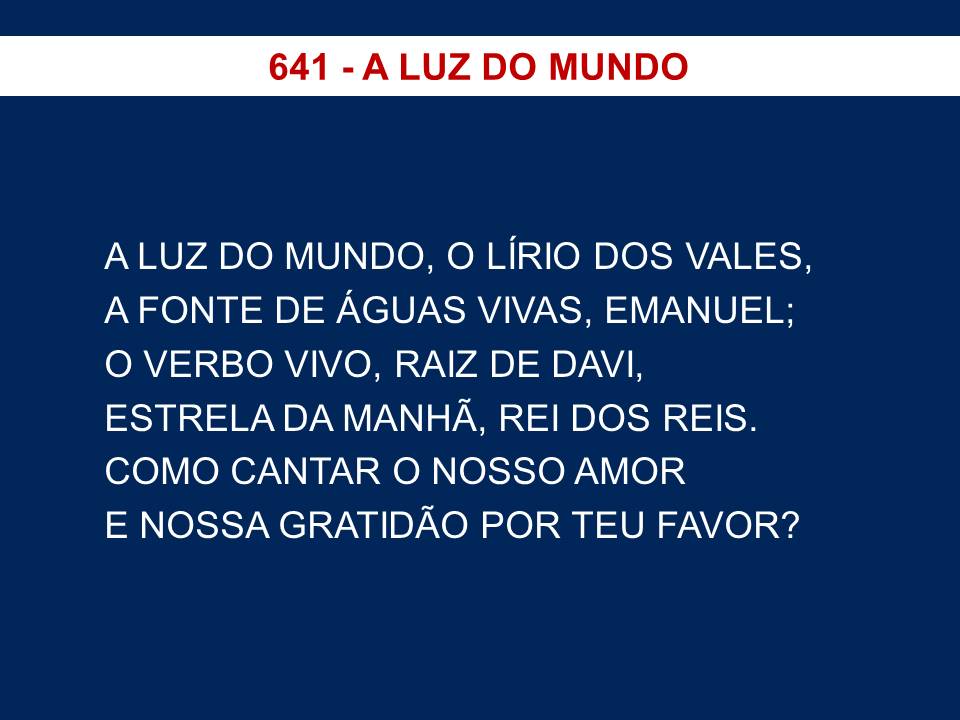 641 - A LUZ DO MUNDO
A LUZ DO MUNDO, O LÍRIO DOS VALES,
A FONTE DE ÁGUAS VIVAS, EMANUEL;
O VERBO VIVO, RAIZ DE DAVI,
ESTRELA DA MANHÃ, REI DOS REIS.
COMO CANTAR O NOSSO AMOR
E NOSSA GRATIDÃO POR TEU FAVOR?